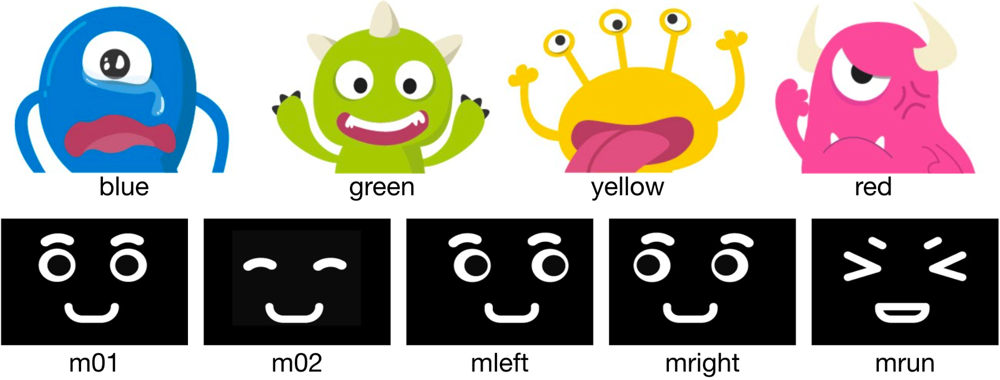 blue green yellow red
m01 m02 mleft mright mrun